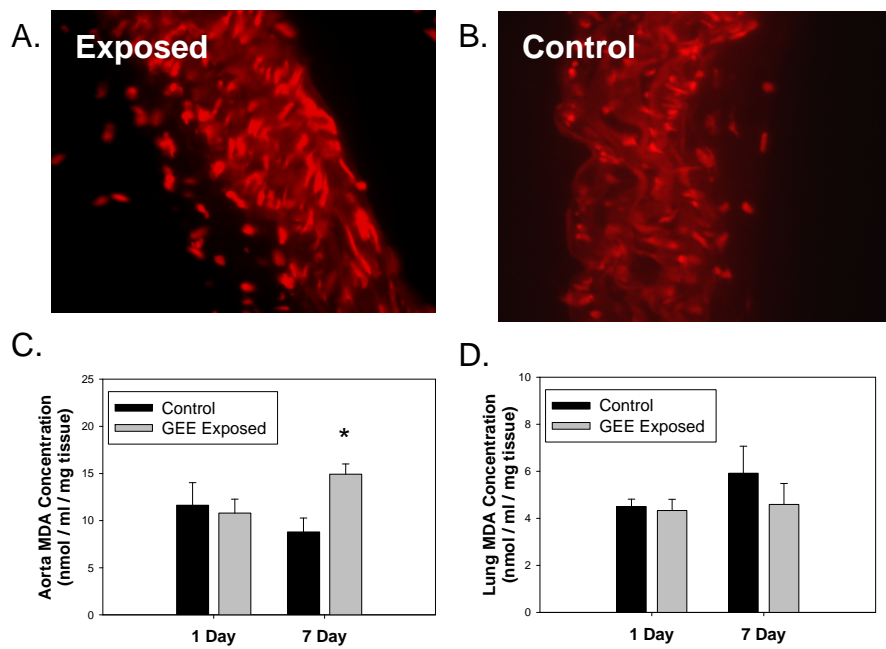 A.
Exposed
B.
Control
C.
25
20
15
10
5
0
Aorta MDA Concentration
(nmol / ml / mg tissue)
Control
GEE Exposed
*
1 Day
7 Day
D.
10
8
6
4
2
0
Lung MDA Concentration
(nmol / ml / mg tissue)
Control
GEE Exposed
1 Day
7 Day